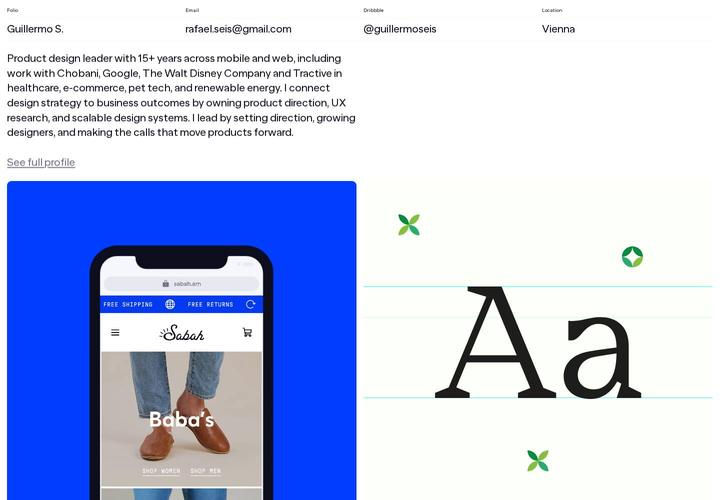 Folio
Email
Dribbble
Location
Guillermo S.
rafael.seis@gmail.com
@guillermoseis
Vienna
Product design leader with 15+ years across mobile and web, including
work with Chobani, Google, The Walt Disney Company and Tractive in
healthcare, e-commerce, pet tech, and renewable energy. I connect
design strategy to business outcomes by owning product direction, UX
research, and scalable design systems. I lead by setting direction, growing
designers, and making the calls that move products forward.
See full profile
sabah.am
FREE SHIPPING
FREE RETURNS
Sabah
Baba's
SHOP WOMEN
SHOP MEN
Aa